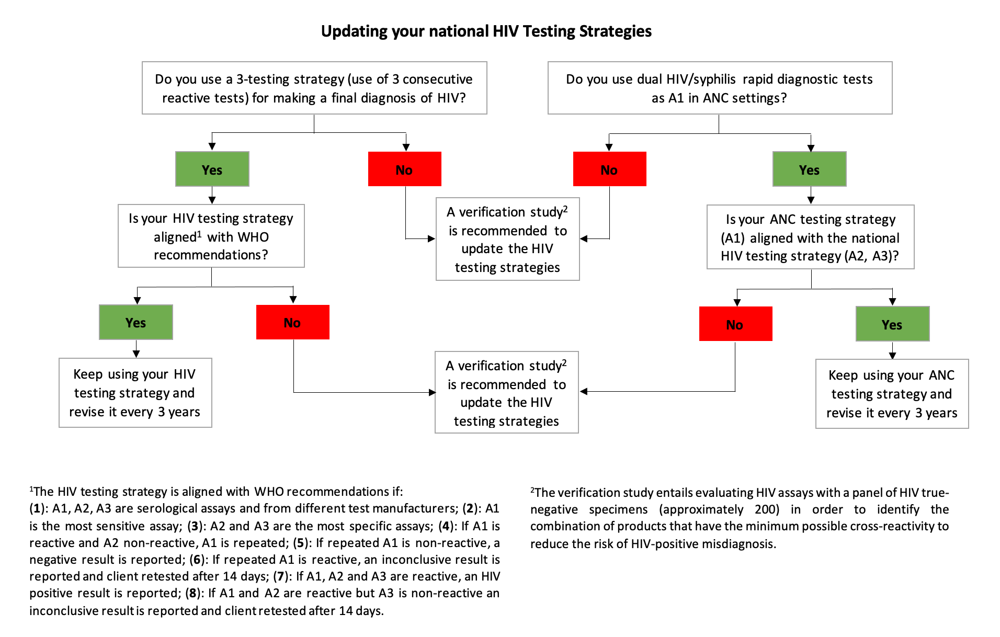 Updating your national HIV Testing Strategies
Do you use a 3-testing strategy (use of 3 consecutive
reactive tests) for making a final diagnosis of HIV?
Do you use dual HIV/syphilis rapid diagnostic tests
as A1 in ANC settings?
Yes
No
No
Yes
Is your HIV testing strategy
aligned1 with WHO
recommendations?
A verification study2
is recommended to
update the HIV
testing strategies
Is your ANC testing strategy
(A1) aligned with the national
HIV testing strategy (A2, A3)?
Yes
No
No
Yes
Keep using your HIV
testing strategy and
revise it every 3 years
A verification study2
is recommended to
update the HIV
testing strategies
Keep using your ANC
testing strategy and
revise it every 3 years
1The HIV testing strategy is aligned with WHO recommendations if:
(1): A1, A2, A3 are serological assays and from different test manufacturers; (2): A1
is the most sensitive assay; (3): A2 and A3 are the most specific assays; (4): If A1 is
reactive and A2 non-reactive, A1 is repeated; (5): If repeated A1 is non-reactive, a
negative result is reported; (6): If repeated A1 is reactive, an inconclusive result is
reported and client retested after 14 days; (7): If A1, A2 and A3 are reactive, an HIV
positive result is reported; (8): If A1 and A2 are reactive but A3 is non-reactive an
inconclusive result is reported and client retested after 14 days.
2The verification study entails evaluating HIV assays with a panel of HIV true-
negative specimens (approximately 200) in order to identify the
combination of products that have the minimum possible cross-reactivity to
reduce the risk of HIV-positive misdiagnosis.